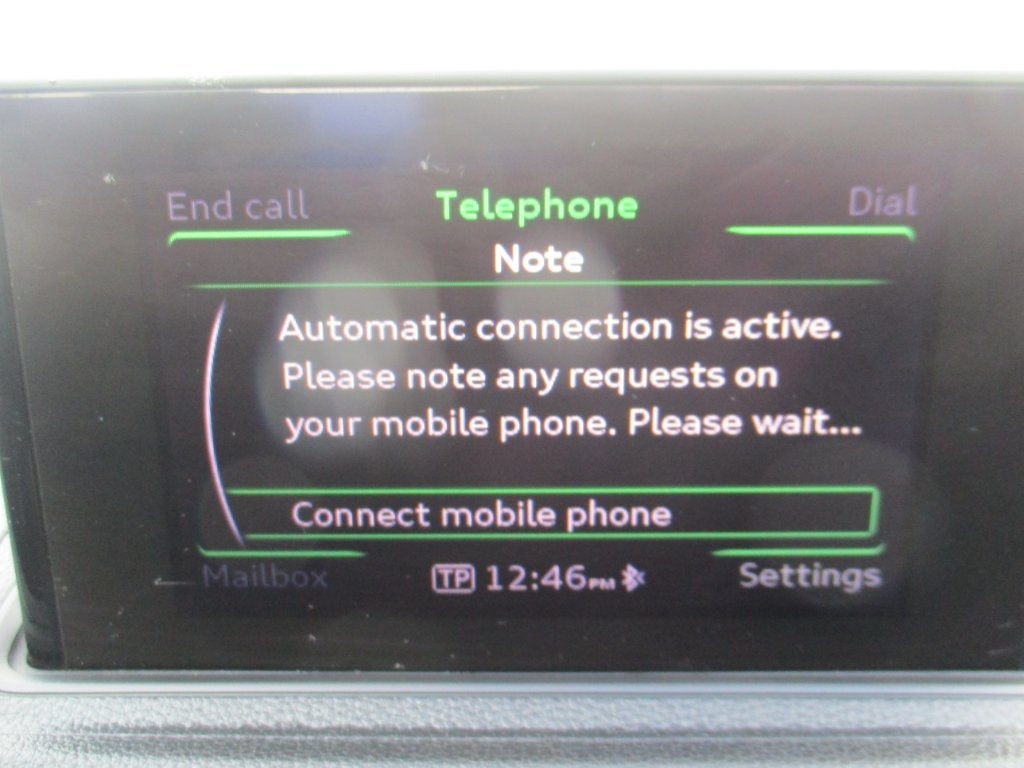 End call Telephone Dial
Note
Automatic connection is active.
Please note any requests on
your mobile phone. Please wait...
Connect mobile phone
Mailbox TP 12:46PM Settings